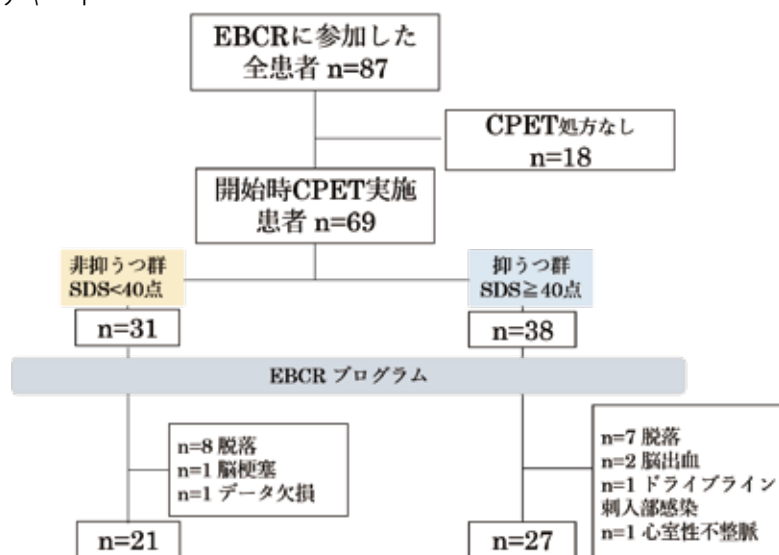 EBCRに参加した
全患者 n=87
CPET処方なし
n=18
開始時CPET実施
患者 n=69
非抑うつ群
SDS<40点
抑うつ群
SDS≧40点
n=31
n=38
EBCR プログラム
n=8 脱落
n=1 脳梗塞
n=1 データ欠損
n=7 脱落
n=2 脳出血
n=1 ドライブライン
刺入部感染
n=1 心室性不整脈
n=21
n=27